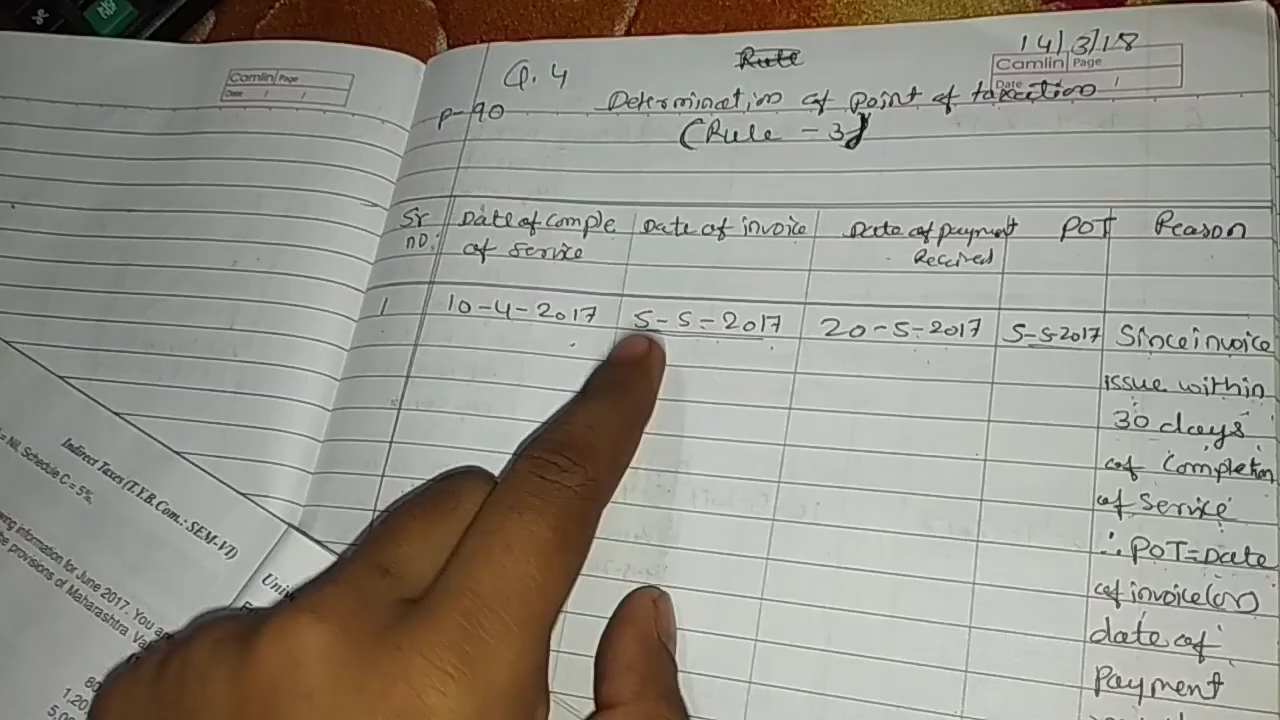 14/3/18
Camlin Page
Date / /
Camlin Page
Date / /
Q. 4
P-90
Determination of point of taxation
(Rule - 3)
Sr no. Date of comple of service Date of invoice Date of payment Received POT Reason
1 10-4-2017 5-5-2017 20-5-2017 5-5-2017 Since invoice
issue within
30 days
of completion
of service
∴ POT=Date
of invoice (or)
date of
Payment
Indirect Taxes (T.Y.B.Com.: SEM-VI)
= Nil, Schedule C = 5%,
information for June 2017. You
the provisions of Maharashtra